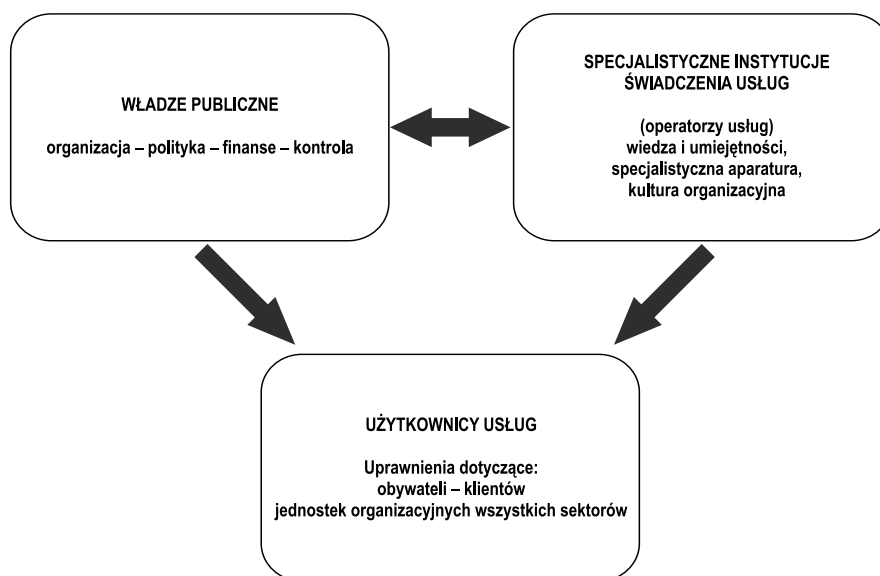 WŁADZE PUBLICZNE
organizacja – polityka – finanse – kontrola
SPECJALISTYCZNE INSTYTUCJE
ŚWIADCZENIA USŁUG
(operatorzy usług)
wiedza i umiejętności,
specjalistyczna aparatura,
kultura organizacyjna
UŻYTKOWNICY USŁUG
Uprawnienia dotyczące:
obywateli – klientów
jednostek organizacyjnych wszystkich sektorów